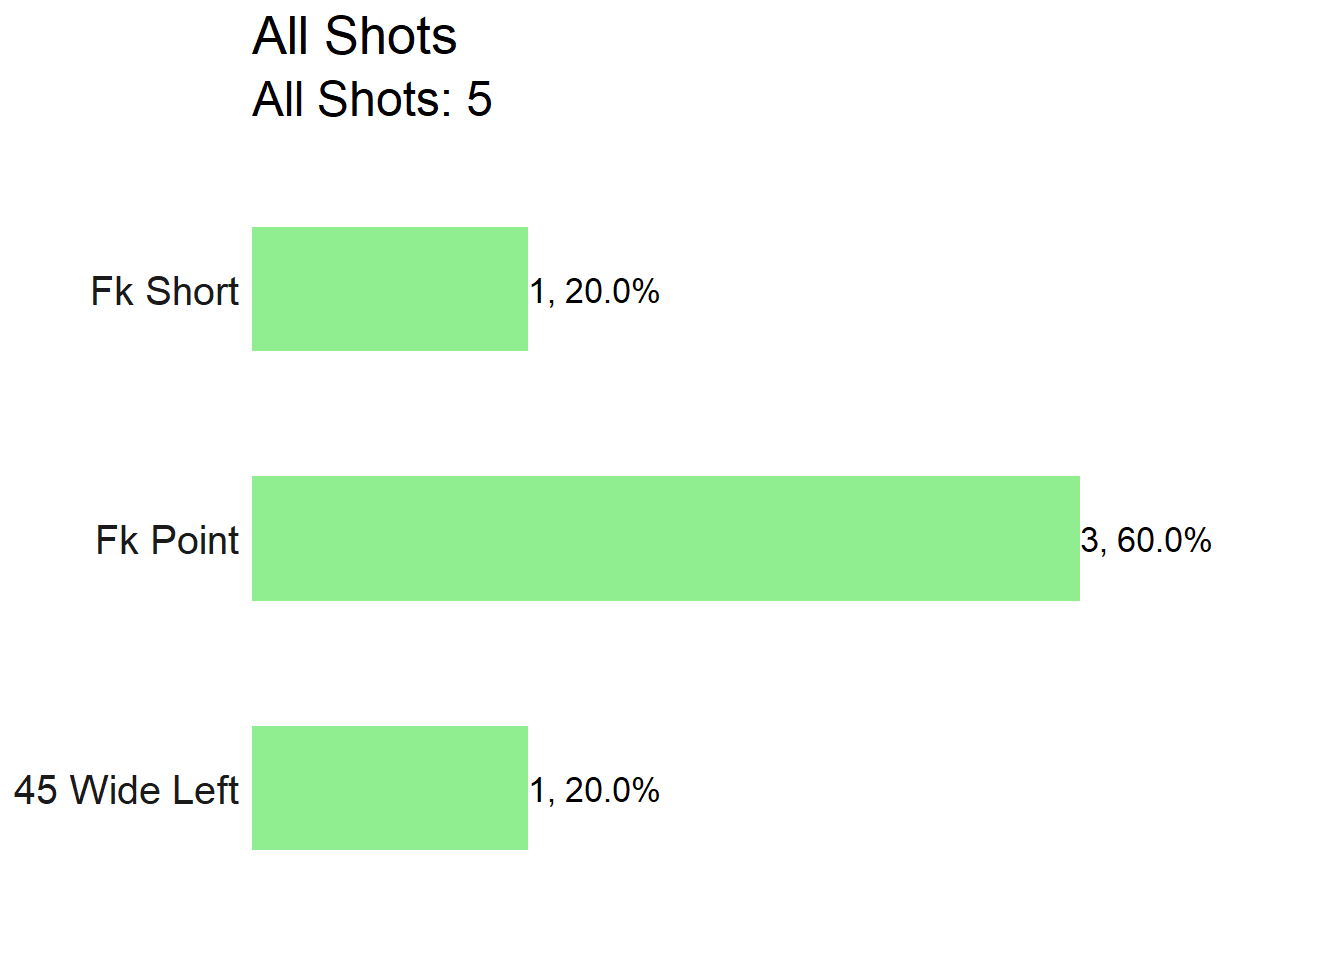 All Shots
All Shots: 5
Fk Short
1, 20.0%
Fk Point
3, 60.0%
45 Wide Left
1, 20.0%